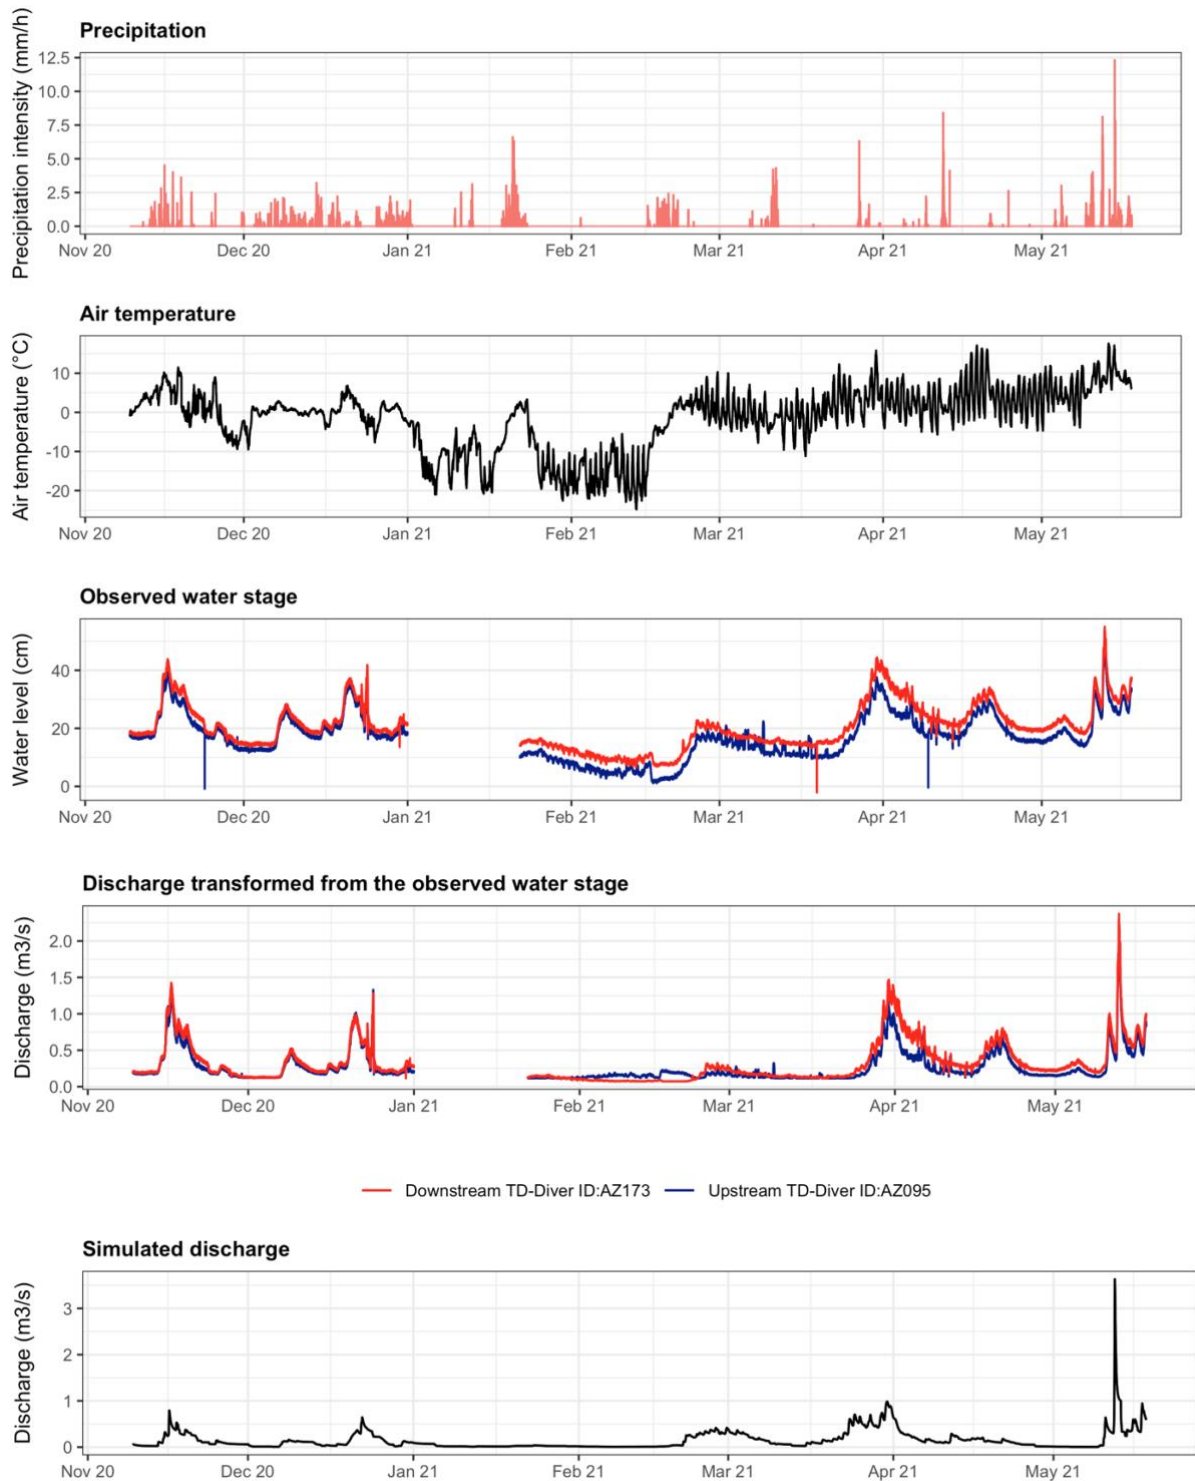 Precipitation
Precipitation intensity (mm/h)
12.5
10.0
7.5
5.0
2.5
0.0
Nov 20 Dec 20 Jan 21 Feb 21 Mar 21 Apr 21 May 21
Air temperature
Air temperature (°C)
10
0
-10
-20
Nov 20 Dec 20 Jan 21 Feb 21 Mar 21 Apr 21 May 21
Observed water stage
Water level (cm)
40
20
0
Nov 20 Dec 20 Jan 21 Feb 21 Mar 21 Apr 21 May 21
Discharge transformed from the observed water stage
Discharge (m3/s)
2.0
1.5
1.0
0.5
0.0
Nov 20 Dec 20 Jan 21 Feb 21 Mar 21 Apr 21 May 21
Downstream TD-Diver ID:AZ173 Upstream TD-Diver ID:AZ095
Simulated discharge
Discharge (m3/s)
3
2
1
0
Nov 20 Dec 20 Jan 21 Feb 21 Mar 21 Apr 21 May 21